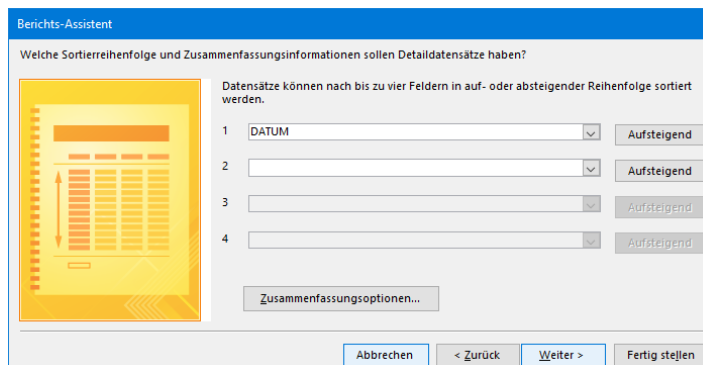 Berichts-Assistent
Welche Sortierreihenfolge und Zusammenfassungsinformationen sollen Detaildatensätze haben?
Datensätze können nach bis zu vier Feldern in auf- oder absteigender Reihenfolge sortiert
werden.
1 DATUM Aufsteigend
2 Aufsteigend
3 Aufsteigend
4 Aufsteigend
Zusammenfassungsoptionen...
Abbrechen < Zurück Weiter > Fertig stellen